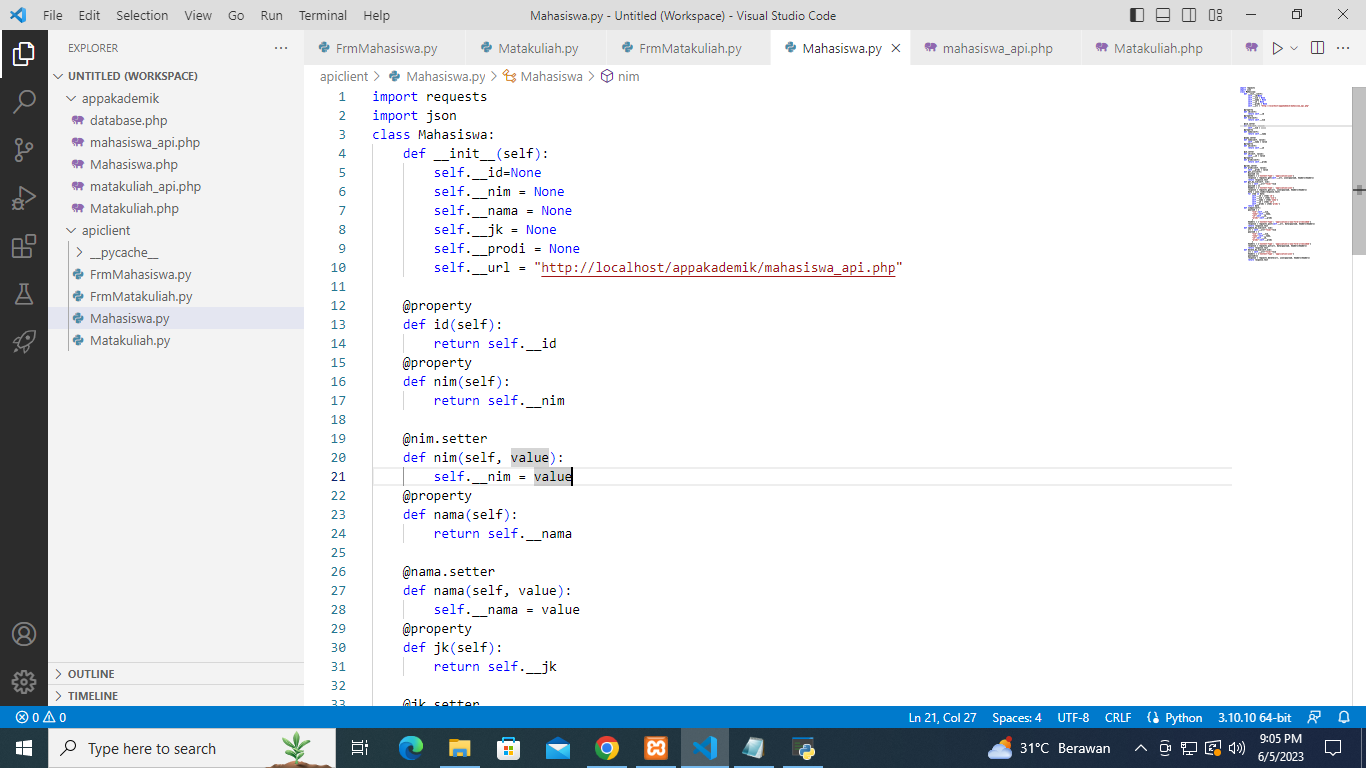 File Edit Selection View Go Run Terminal Help
Mahasiswa.py - Untitled (Workspace) - Visual Studio Code
EXPLORER
UNTITLED (WORKSPACE)
appakademik
database.php
mahasiswa_api.php
Mahasiswa.php
matakuliah_api.php
Matakuliah.php
apiclient
__pycache__
FrmMahasiswa.py
FrmMatakuliah.py
Mahasiswa.py
Matakuliah.py
OUTLINE
TIMELINE
FrmMahasiswa.py Matakuliah.py FrmMatakuliah.py Mahasiswa.py mahasiswa_api.php Matakuliah.php
apiclient > Mahasiswa.py > Mahasiswa > nim
1 import requests
2 import json
3 class Mahasiswa:
4     def __init__(self):
5         self.__id=None
6         self.__nim = None
7         self.__nama = None
8         self.__jk = None
9         self.__prodi = None
10         self.__url = "http://localhost/appakademik/mahasiswa_api.php"
11
12     @property
13     def id(self):
14         return self.__id
15     @property
16     def nim(self):
17         return self.__nim
18
19     @nim.setter
20     def nim(self, value):
21         self.__nim = value
22     @property
23     def nama(self):
24         return self.__nama
25
26     @nama.setter
27     def nama(self, value):
28         self.__nama = value
29     @property
30     def jk(self):
31         return self.__jk
32
33     @jk.setter
0 0
Ln 21, Col 27 Spaces: 4 UTF-8 CRLF Python 3.10.10 64-bit
Type here to search
31°C Berawan
9:05 PM
6/5/2023